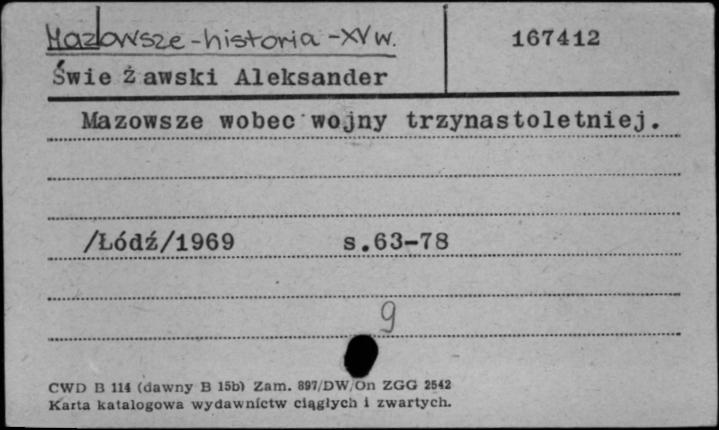 Mazowsze - historia - XV w.
167412
Świeżawski Aleksander
Mazowsze wobec wojny trzynastoletniej.
/Łódź/1969 s.63-78
9
CWD B 114 (dawny B 15b) Zam. 897/DW/On ZGG 2542
Karta katalogowa wydawnictw ciągłych i zwartych.